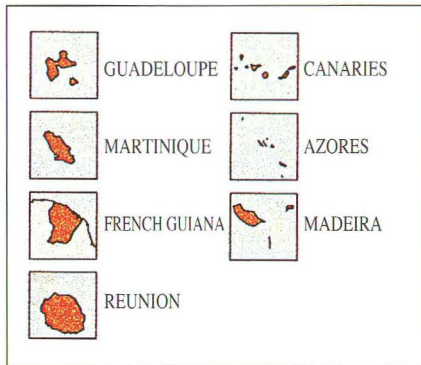 GUADELOUPE
CANARIES
MARTINIQUE
AZORES
FRENCH GUIANA
MADEIRA
REUNION